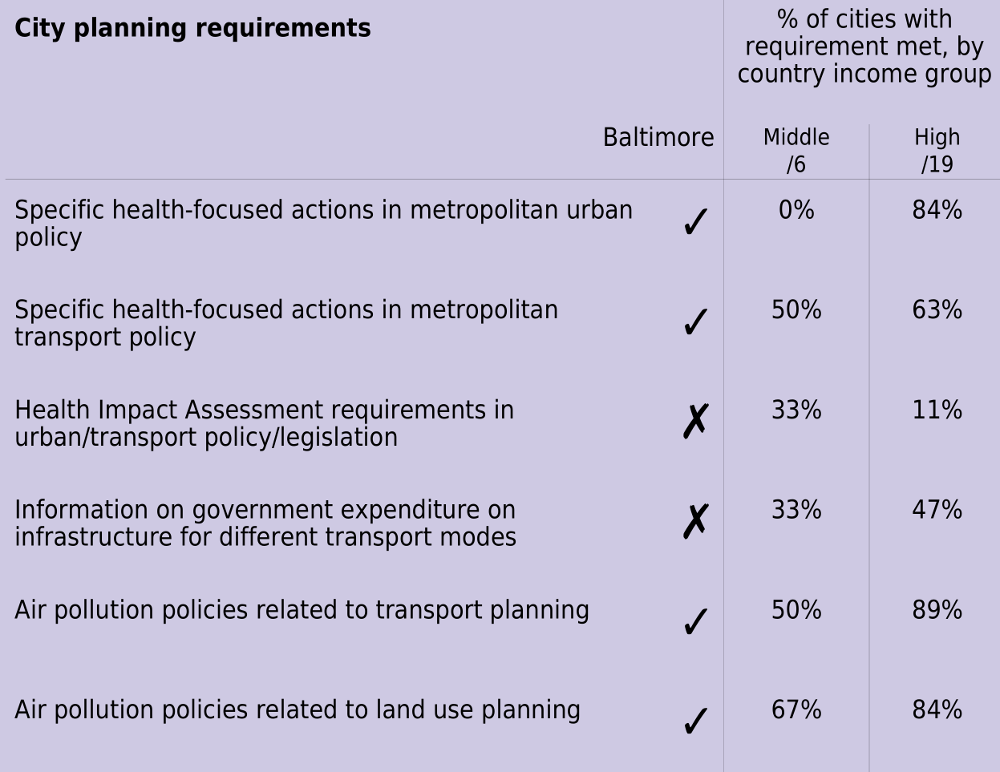 City planning requirements
% of cities with
requirement met, by
country income group
Baltimore
Middle
/6
High
/19
Specific health-focused actions in metropolitan urban
policy
✓
0%
84%
Specific health-focused actions in metropolitan
transport policy
✓
50%
63%
Health Impact Assessment requirements in
urban/transport policy/legislation
✗
33%
11%
Information on government expenditure on
infrastructure for different transport modes
✗
33%
47%
Air pollution policies related to transport planning
✓
50%
89%
Air pollution policies related to land use planning
✓
67%
84%